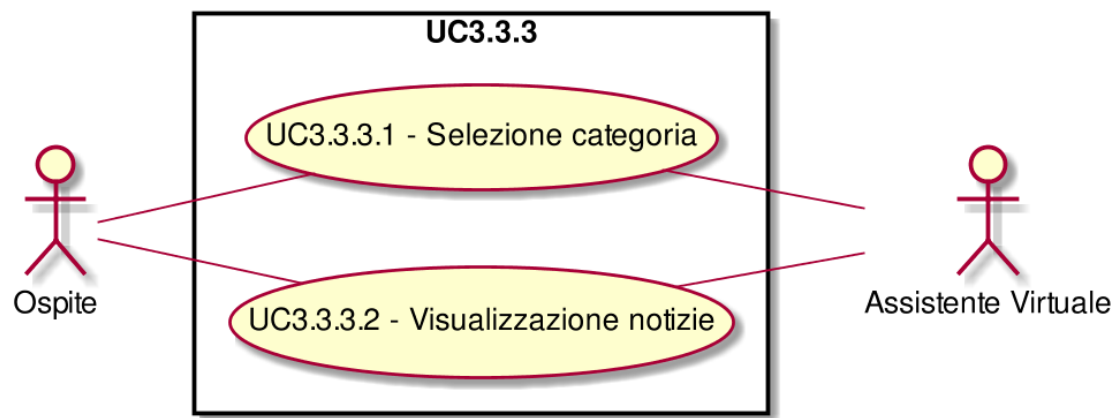 UC3.3.3
UC3.3.3.1 - Selezione categoria
Ospite
Assistente Virtuale
UC3.3.3.2 - Visualizzazione notizie